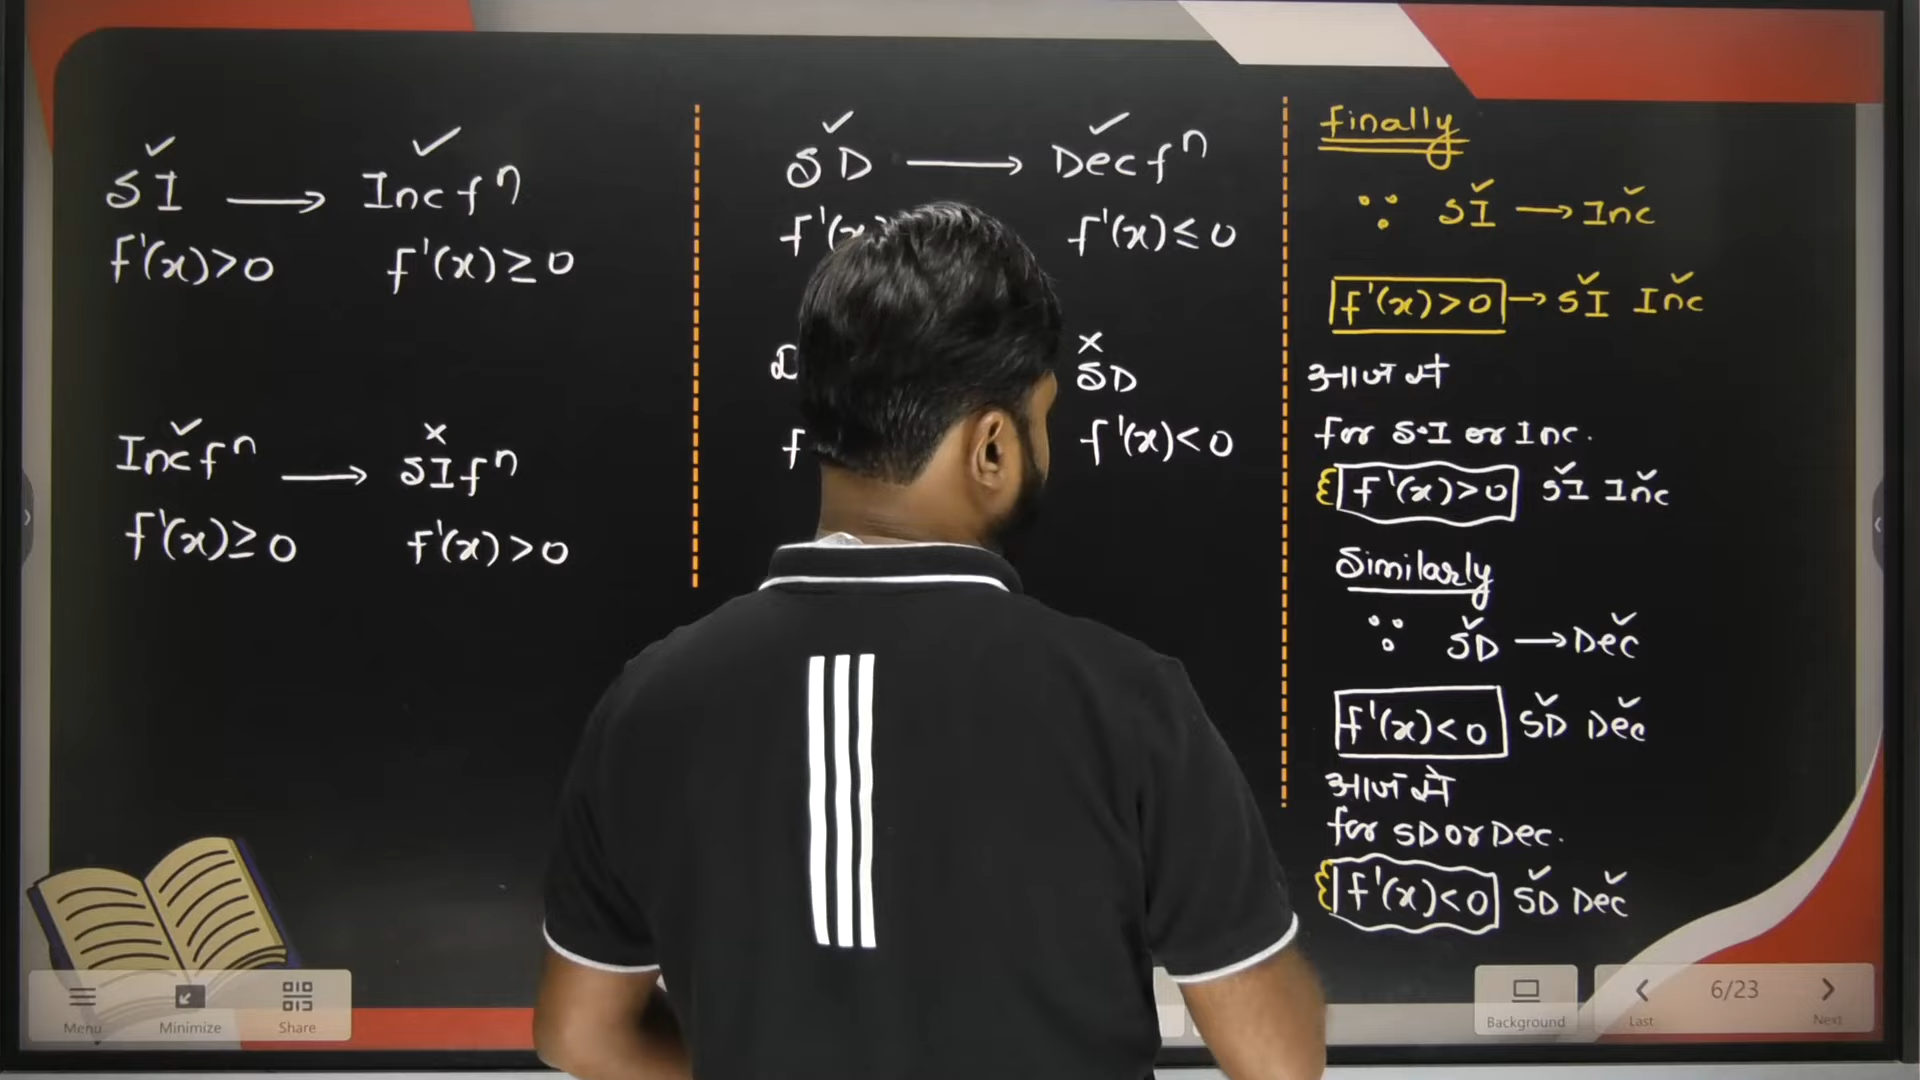 SI → Inc fⁿ
f'(x)>0 f'(x)≥0
Inc fⁿ → SI fⁿ
f'(x)≥0 f'(x)>0
SD → Dec fⁿ
f'(x) f'(x)≤0
SD
f f'(x)<0
Finally
∵ SI → Inc
f'(x)>0 → SI Inc
आज से
for S.I or Inc.
f'(x)>0 SI Inc
Similarly
∵ SD → Dec
f'(x)<0 SD Dec
आज से
for SD or Dec.
f'(x)<0 SD Dec
Menu Minimize Share
Background Last 6/23 Next